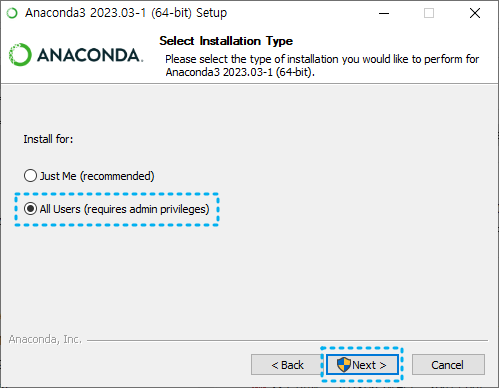 Anaconda3 2023.03-1 (64-bit) Setup
ANACONDA.
Select Installation Type
Please select the type of installation you would like to perform for
Anaconda3 2023.03-1 (64-bit).
Install for:
Just Me (recommended)
All Users (requires admin privileges)
Anaconda, Inc.
< Back
Next >
Cancel